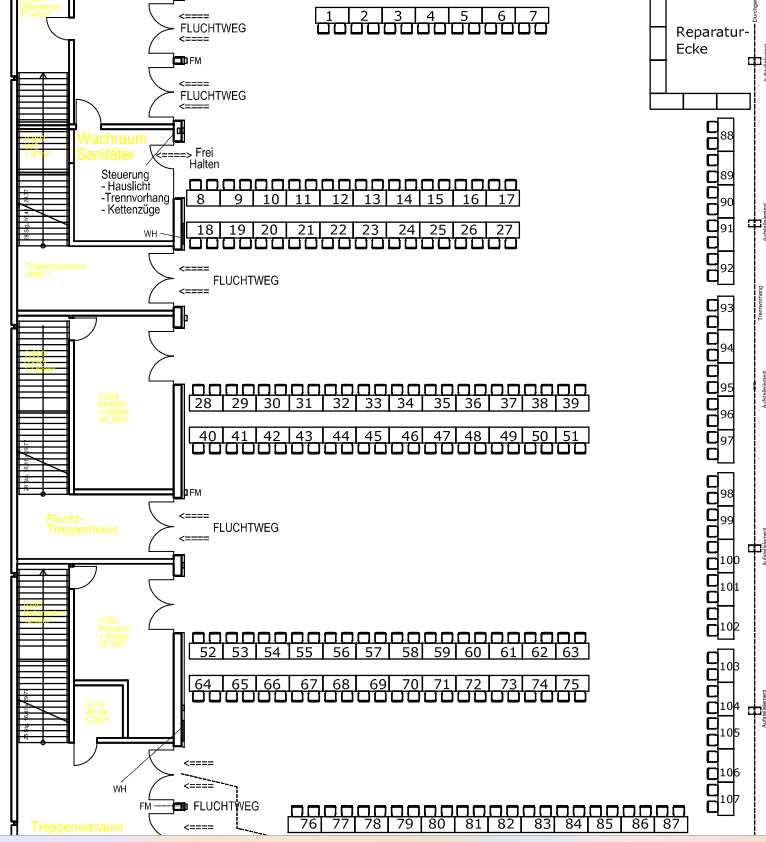 17.46m²
FLUCHTWEG
<====
1 2 3 4 5 6 7
Reparatur-
Ecke
<====
FM
<====
FLUCHTWEG
<====
Wachraum
Sanitäter
Steuerung
- Hauslicht
-Trennvorhang
- Kettenzüge
<====>
Frei
Halten
WH
8 9 10 11 12 13 14 15 16 17
18 19 20 21 22 23 24 25 26 27
Treppenvorraum
West 1
<====
FLUCHTWEG
<====
88
89
90
91
92
93
94
95
96
97
Trennvorhang
28 29 30 31 32 33 34 35 36 37 38 39
40 41 42 43 44 45 46 47 48 49 50 51
FM
Flucht-
Treppenhaus
<====
FLUCHTWEG
<====
98
99
100
101
102
52 53 54 55 56 57 58 59 60 61 62 63
64 65 66 67 68 69 70 71 72 73 74 75
103
104
105
106
107
WH
<====
<====
FM
FLUCHTWEG
<====
Treppenvorraum
76 77 78 79 80 81 82 83 84 85 86 87